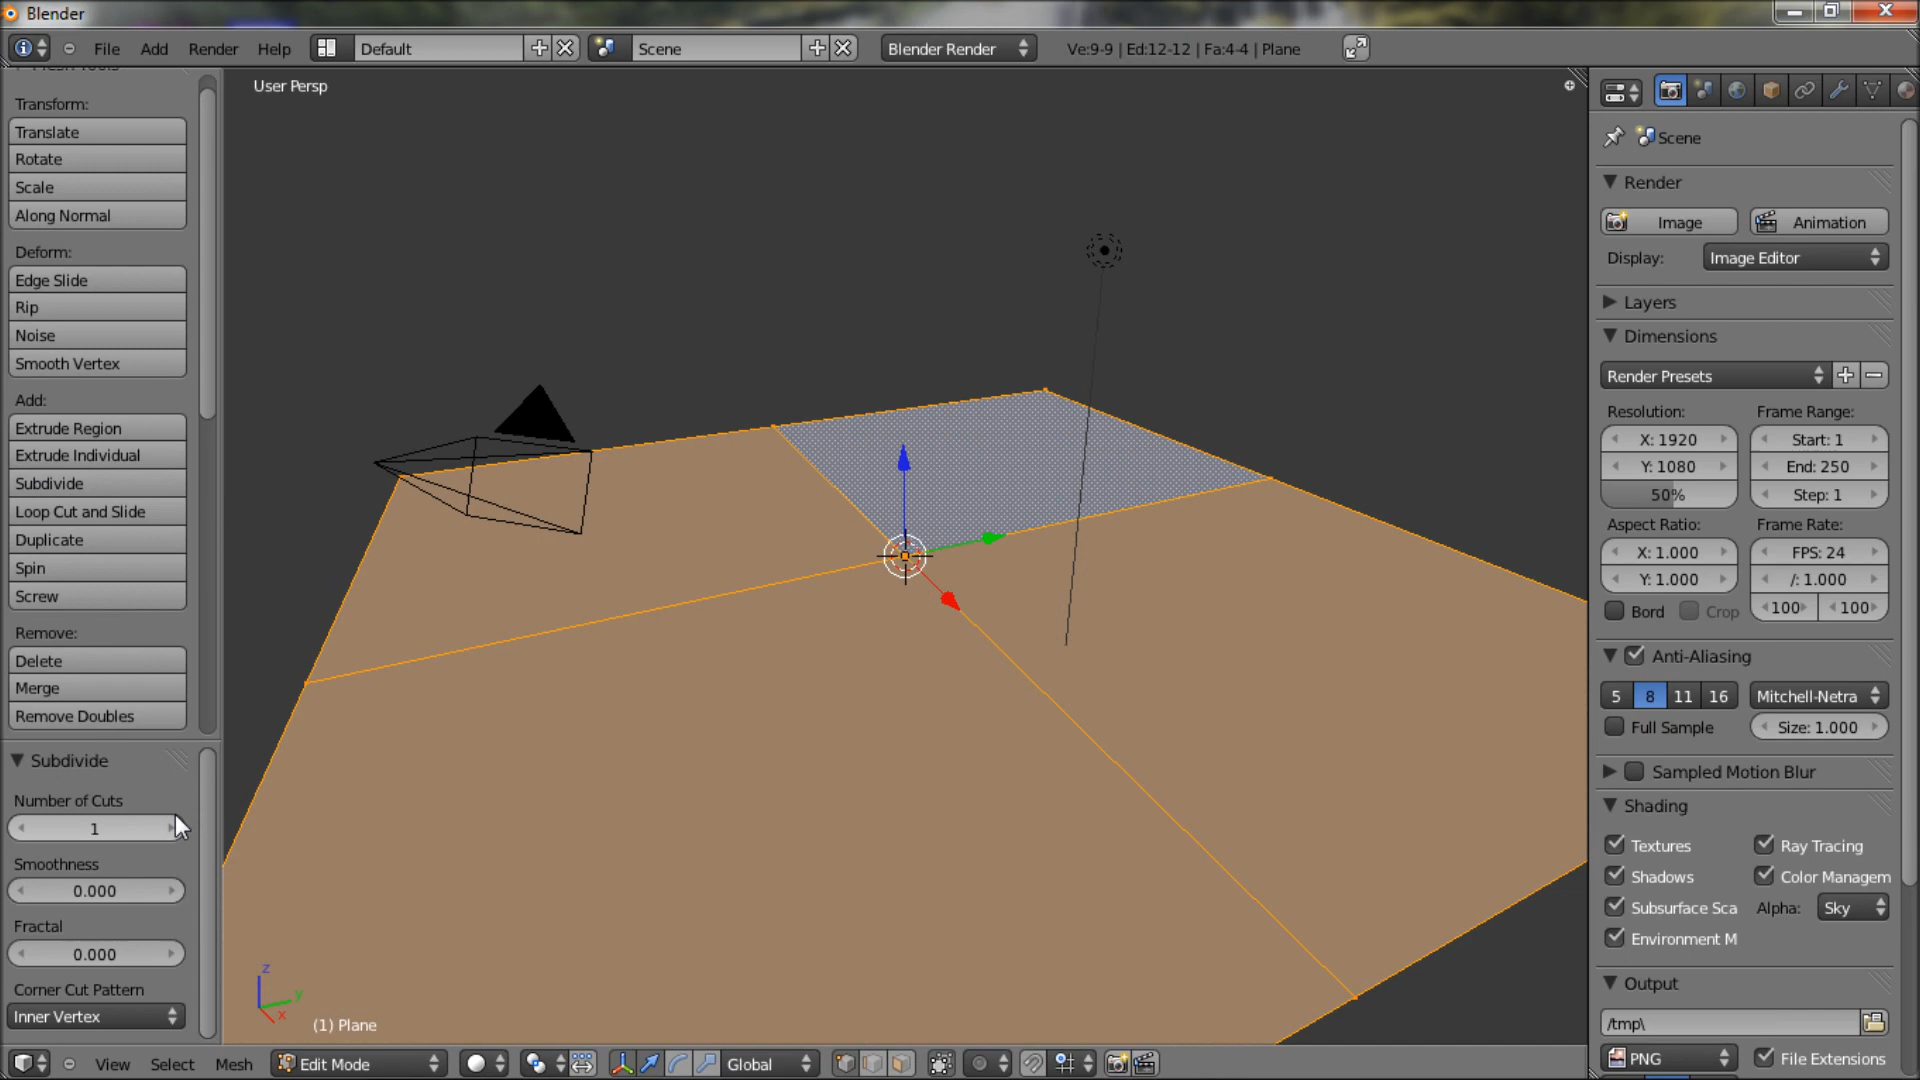 Blender
File Add Render Help Default Scene Blender Render Ve:9-9 | Ed:12-12 | Fa:4-4 | Plane
Mesh Tools
Transform:
Translate
Rotate
Scale
Along Normal
Deform:
Edge Slide
Rip
Noise
Smooth Vertex
Add:
Extrude Region
Extrude Individual
Subdivide
Loop Cut and Slide
Duplicate
Spin
Screw
Remove:
Delete
Merge
Remove Doubles
Subdivide
Number of Cuts
1
Smoothness
0.000
Fractal
0.000
Corner Cut Pattern
Inner Vertex
User Persp
z
y
x
(1) Plane
View Select Mesh Edit Mode Global
Scene
Render
Image Animation
Display: Image Editor
Layers
Dimensions
Render Presets
Resolution: Frame Range:
X: 1920 Start: 1
Y: 1080 End: 250
50% Step: 1
Aspect Ratio: Frame Rate:
X: 1.000 FPS: 24
Y: 1.000 /: 1.000
Bord Crop 100 100
Anti-Aliasing
5 8 11 16 Mitchell-Netra
Full Sample Size: 1.000
Sampled Motion Blur
Shading
Textures Ray Tracing
Shadows Color Managem
Subsurface Sca Alpha: Sky
Environment M
Output
/tmp\
PNG File Extensions